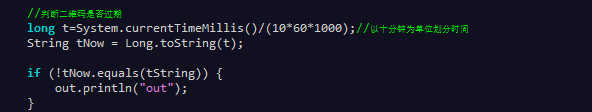 //判断二维码是否过期
long t=System.currentTimeMillis()/(10*60*1000);//以十分钟为单位划分时间
String tNow = Long.toString(t);
if (!tNow.equals(tString)) {
out.println("out");
}